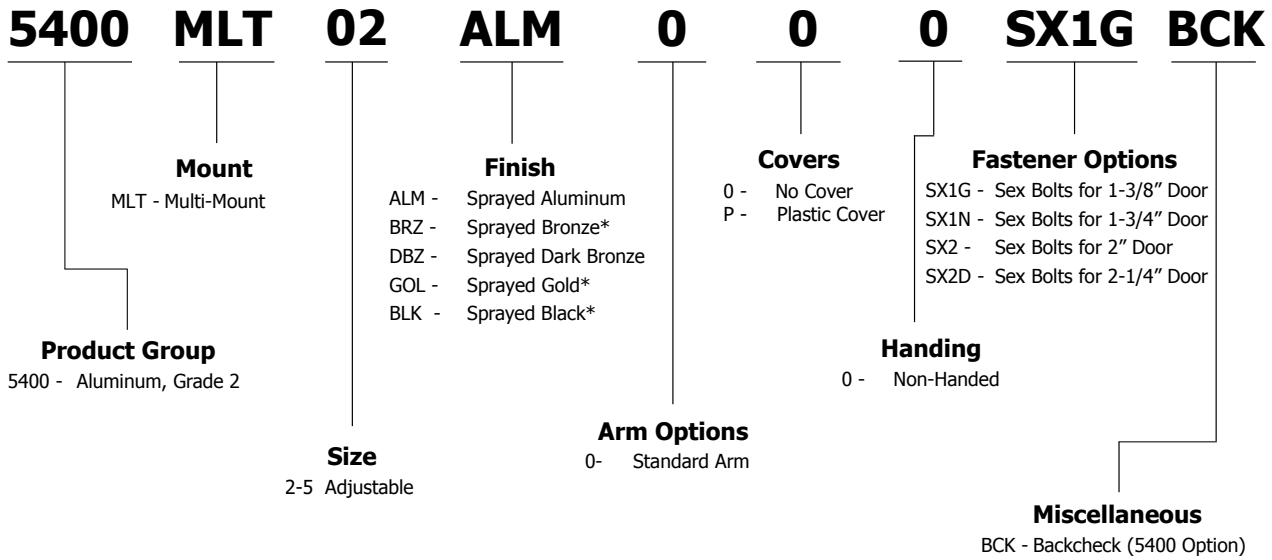 5400 MLT 02 ALM 0 0 0 SX1G BCK
Mount
MLT - Multi-Mount
Finish
ALM - Sprayed Aluminum
BRZ - Sprayed Bronze*
DBZ - Sprayed Dark Bronze
GOL - Sprayed Gold*
BLK - Sprayed Black*
Covers
0 - No Cover
P - Plastic Cover
Fastener Options
SX1G - Sex Bolts for 1-3/8” Door
SX1N - Sex Bolts for 1-3/4” Door
SX2 - Sex Bolts for 2” Door
SX2D - Sex Bolts for 2-1/4” Door
Product Group
5400 - Aluminum, Grade 2
Handing
0 - Non-Handed
Size
2-5 Adjustable
Arm Options
0- Standard Arm
Miscellaneous
BCK - Backcheck (5400 Option)